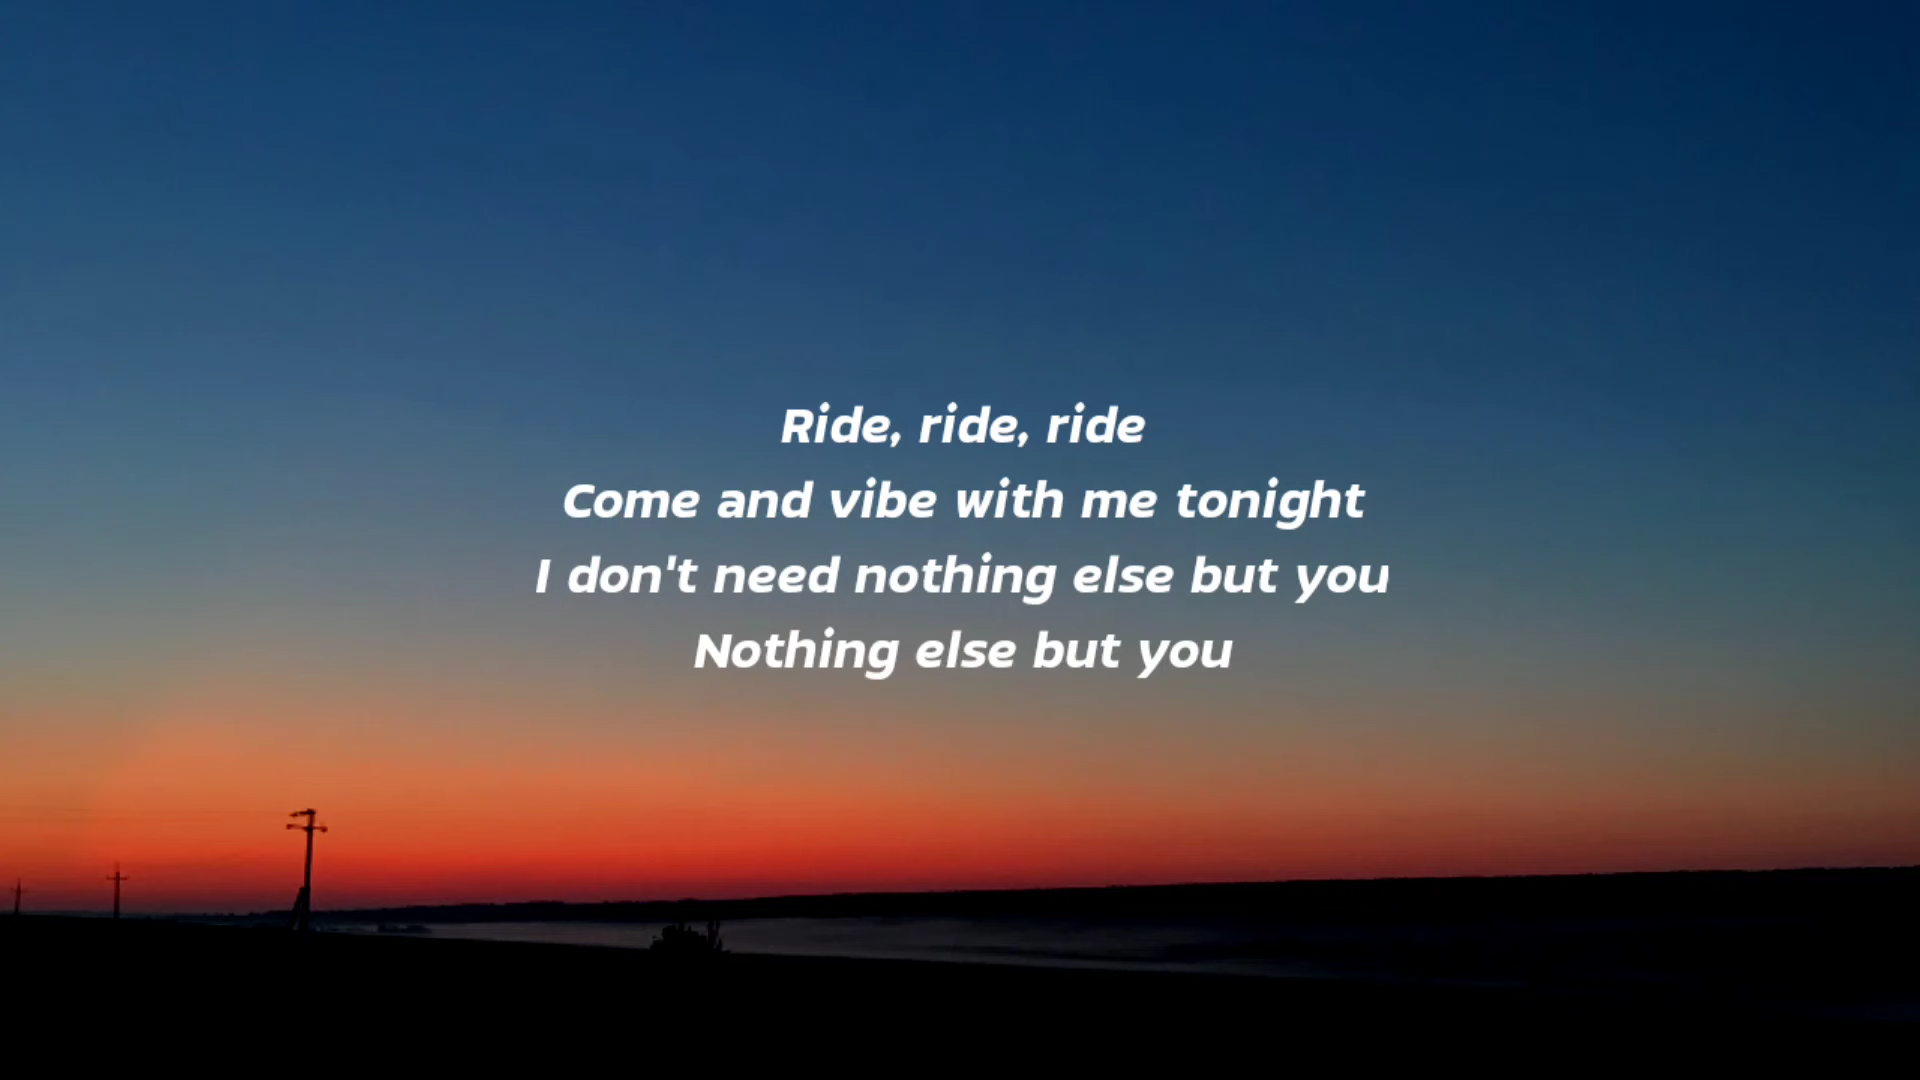 Ride, ride, ride
Come and vibe with me tonight
I don't need nothing else but you
Nothing else but you